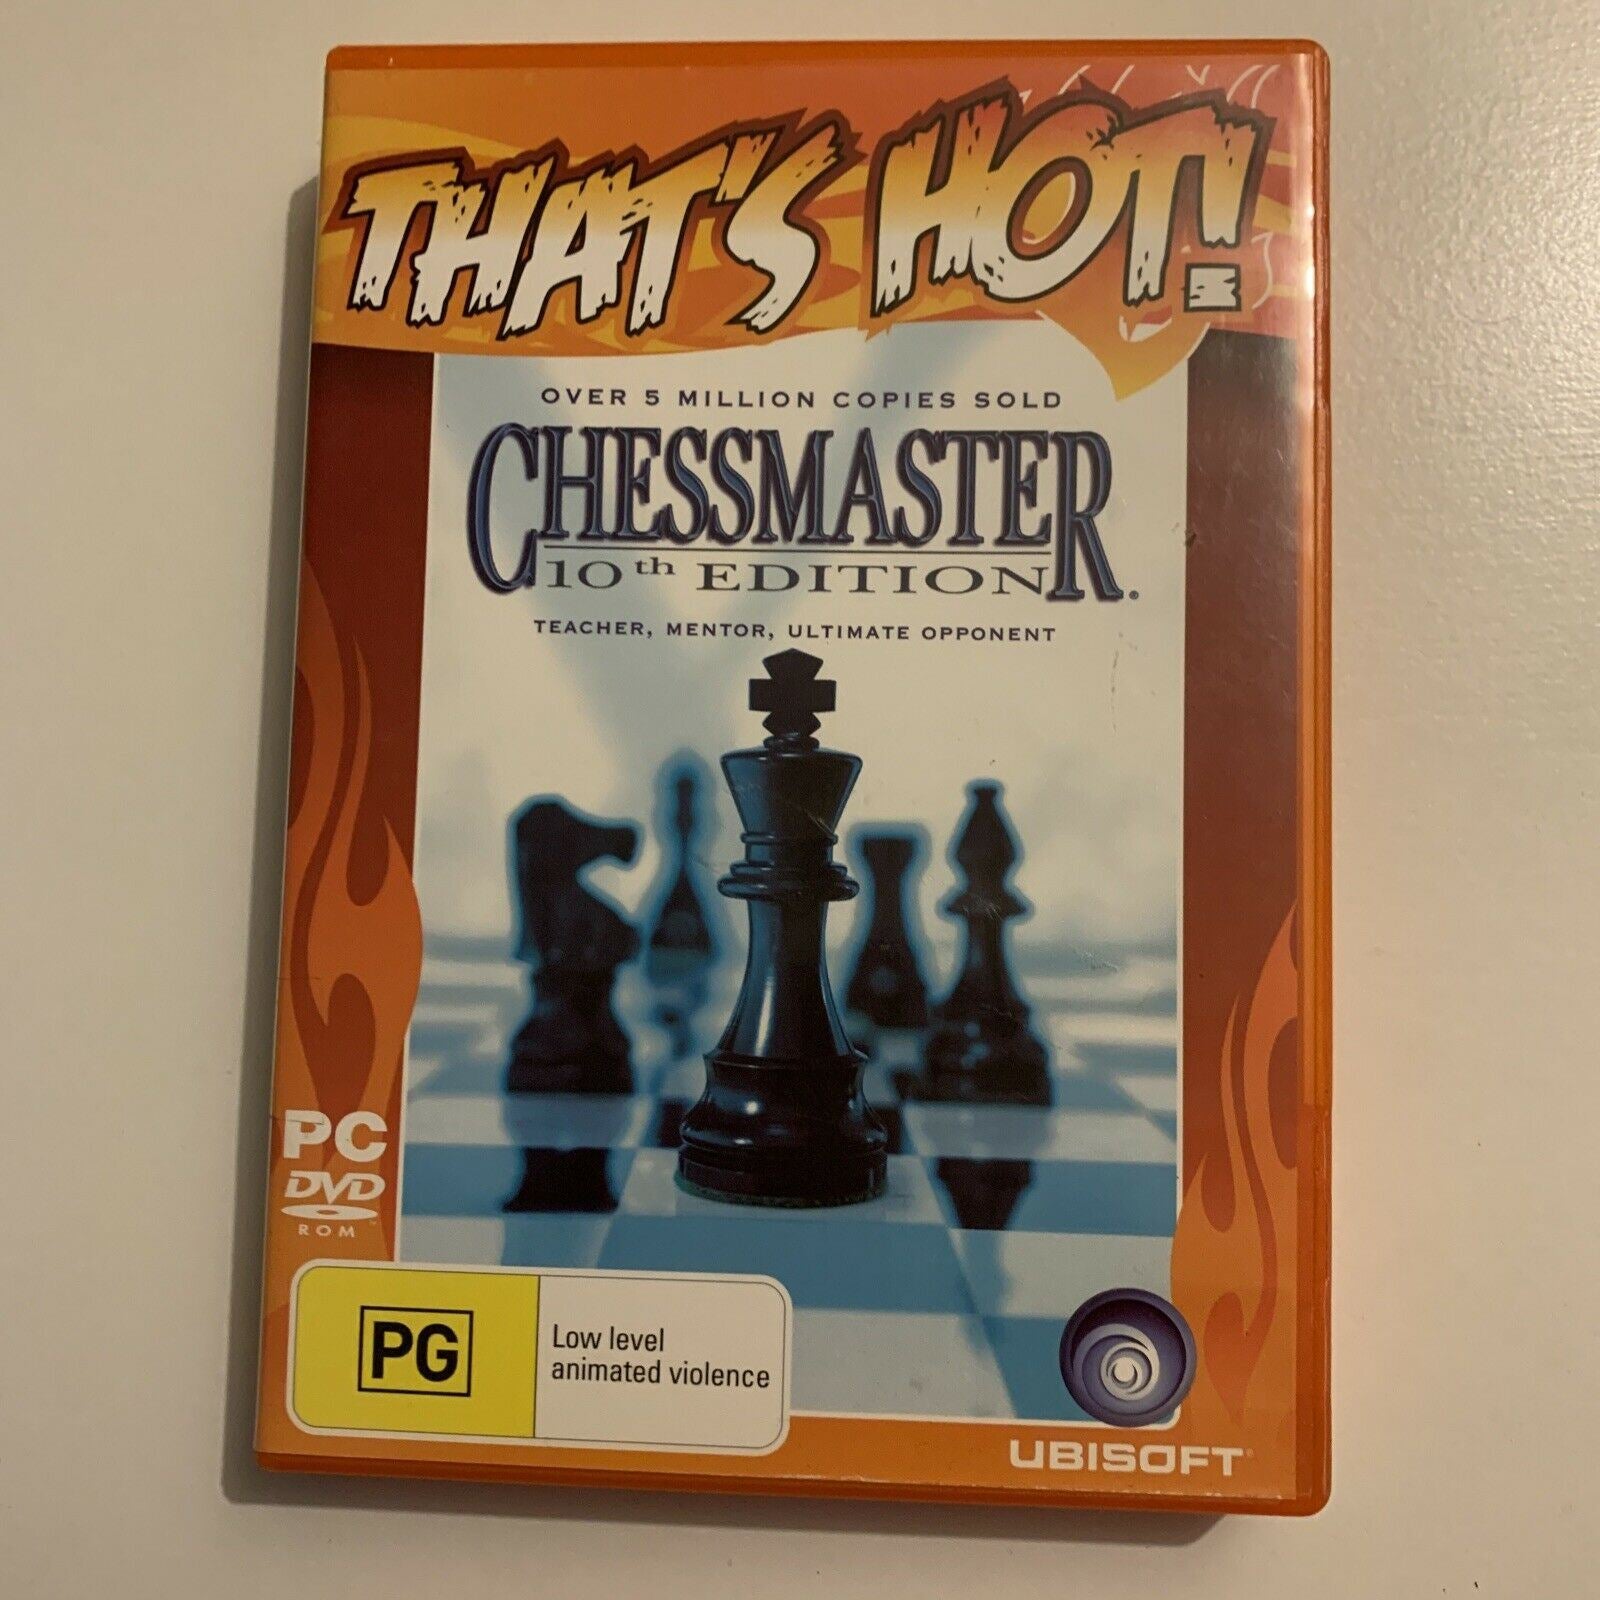 THAT'S HOT!
OVER 5 MILLION COPIES SOLD
CHESSMASTER
10th EDITION
TEACHER, MENTOR, ULTIMATE OPPONENT
PC
DVD
ROM
PG
Low level
animated violence
UBISOFT